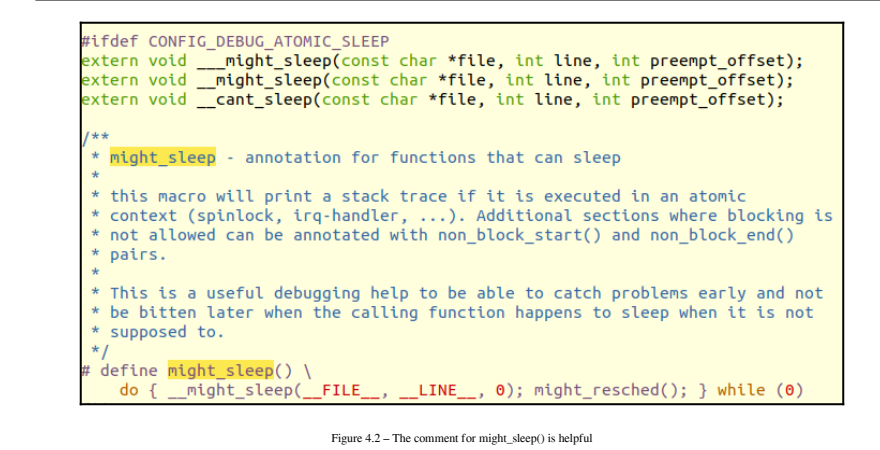 #ifdef CONFIG_DEBUG_ATOMIC_SLEEP
extern void ___might_sleep(const char *file, int line, int preempt_offset);
extern void __might_sleep(const char *file, int line, int preempt_offset);
extern void __cant_sleep(const char *file, int line, int preempt_offset);

/**
 * might_sleep - annotation for functions that can sleep
 *
 * this macro will print a stack trace if it is executed in an atomic
 * context (spinlock, irq-handler, ...). Additional sections where blocking is
 * not allowed can be annotated with non_block_start() and non_block_end()
 * pairs.
 *
 * This is a useful debugging help to be able to catch problems early and not
 * be bitten later when the calling function happens to sleep when it is not
 * supposed to.
 */
# define might_sleep() \
    do { __might_sleep(__FILE__, __LINE__, 0); might_resched(); } while (0)
Figure 4.2 – The comment for might_sleep() is helpful